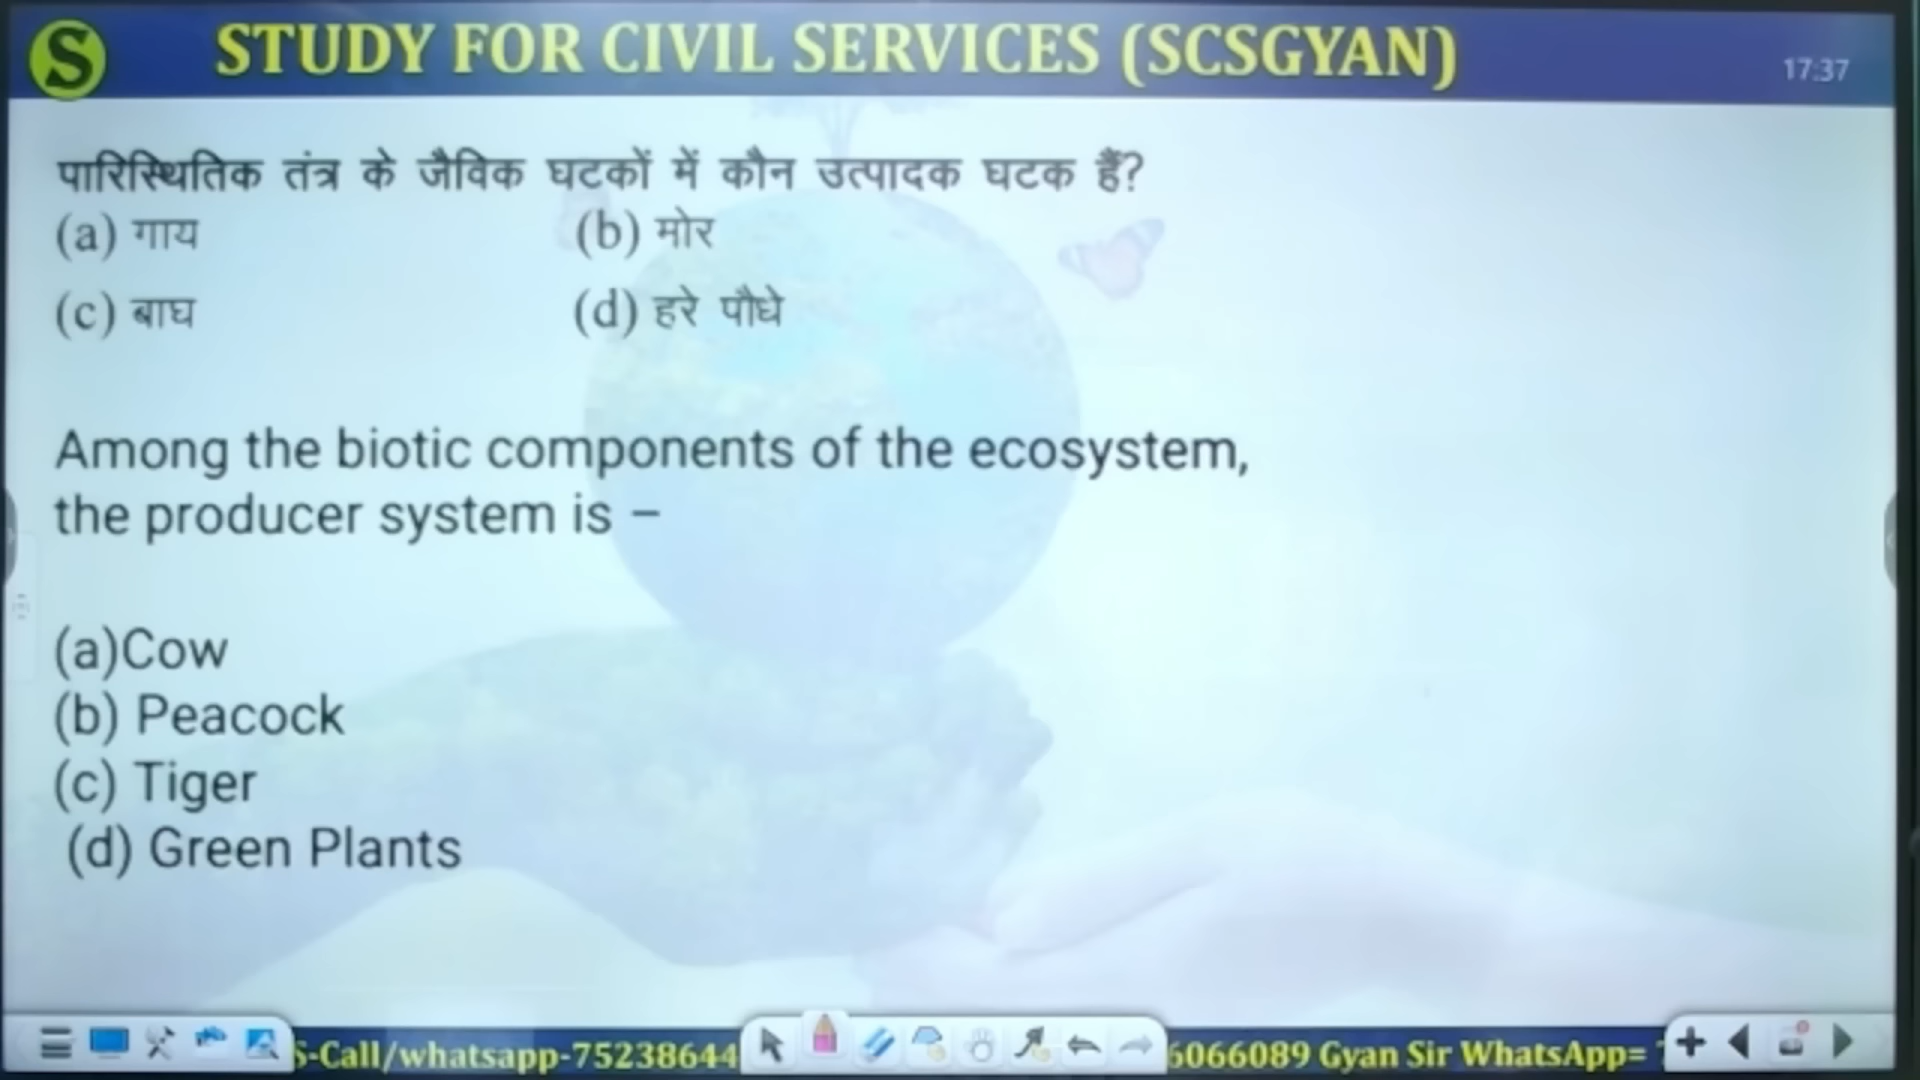 S
STUDY FOR CIVIL SERVICES (SCSGYAN)
17:37
पारिस्थितिक तंत्र के जैविक घटकों में कौन उत्पादक घटक हैं?
(a) गाय (b) मोर
(c) बाघ (d) हरे पौधे
Among the biotic components of the ecosystem,
the producer system is –
(a)Cow
(b) Peacock
(c) Tiger
(d) Green Plants
S-Call/whatsapp-75238644 6066089 Gyan Sir WhatsApp=